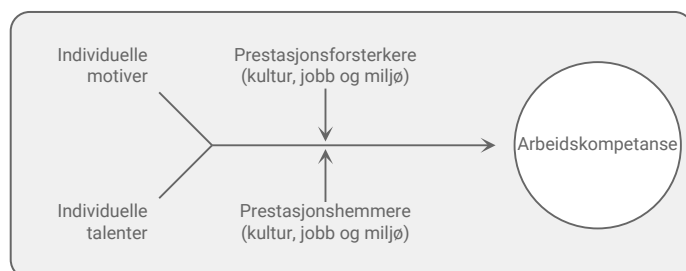 Individuelle
motiver
Prestasjonsforsterkere
(kultur, jobb og miljø)
Arbeidskompetanse
Individuelle
talenter
Prestasjonshemmere
(kultur, jobb og miljø)